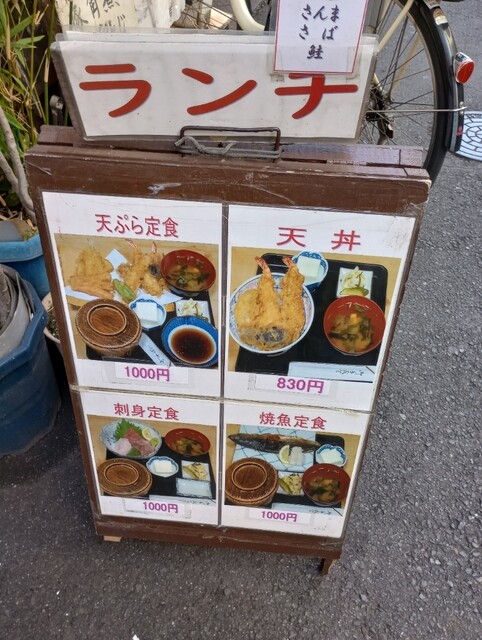 さんま
さば
鮭
ランチ
天ぷら定食
1000円
天丼
830円
刺身定食
1000円
焼魚定食
1000円